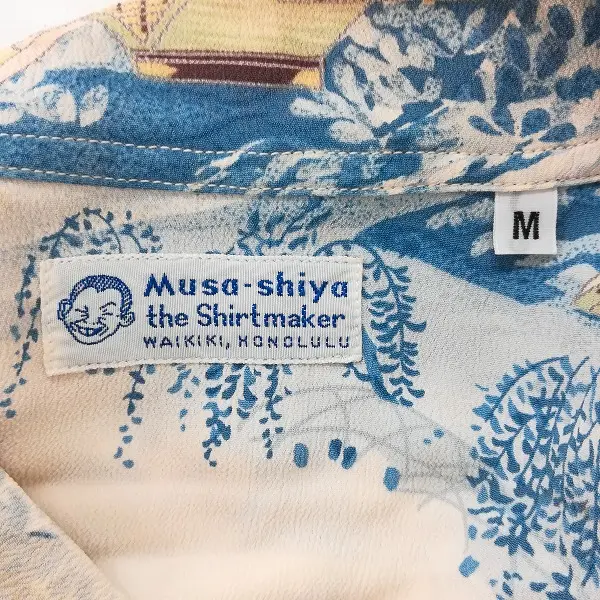 M
Musa-shiya
the Shirtmaker
WAIKIKI, HONOLULU